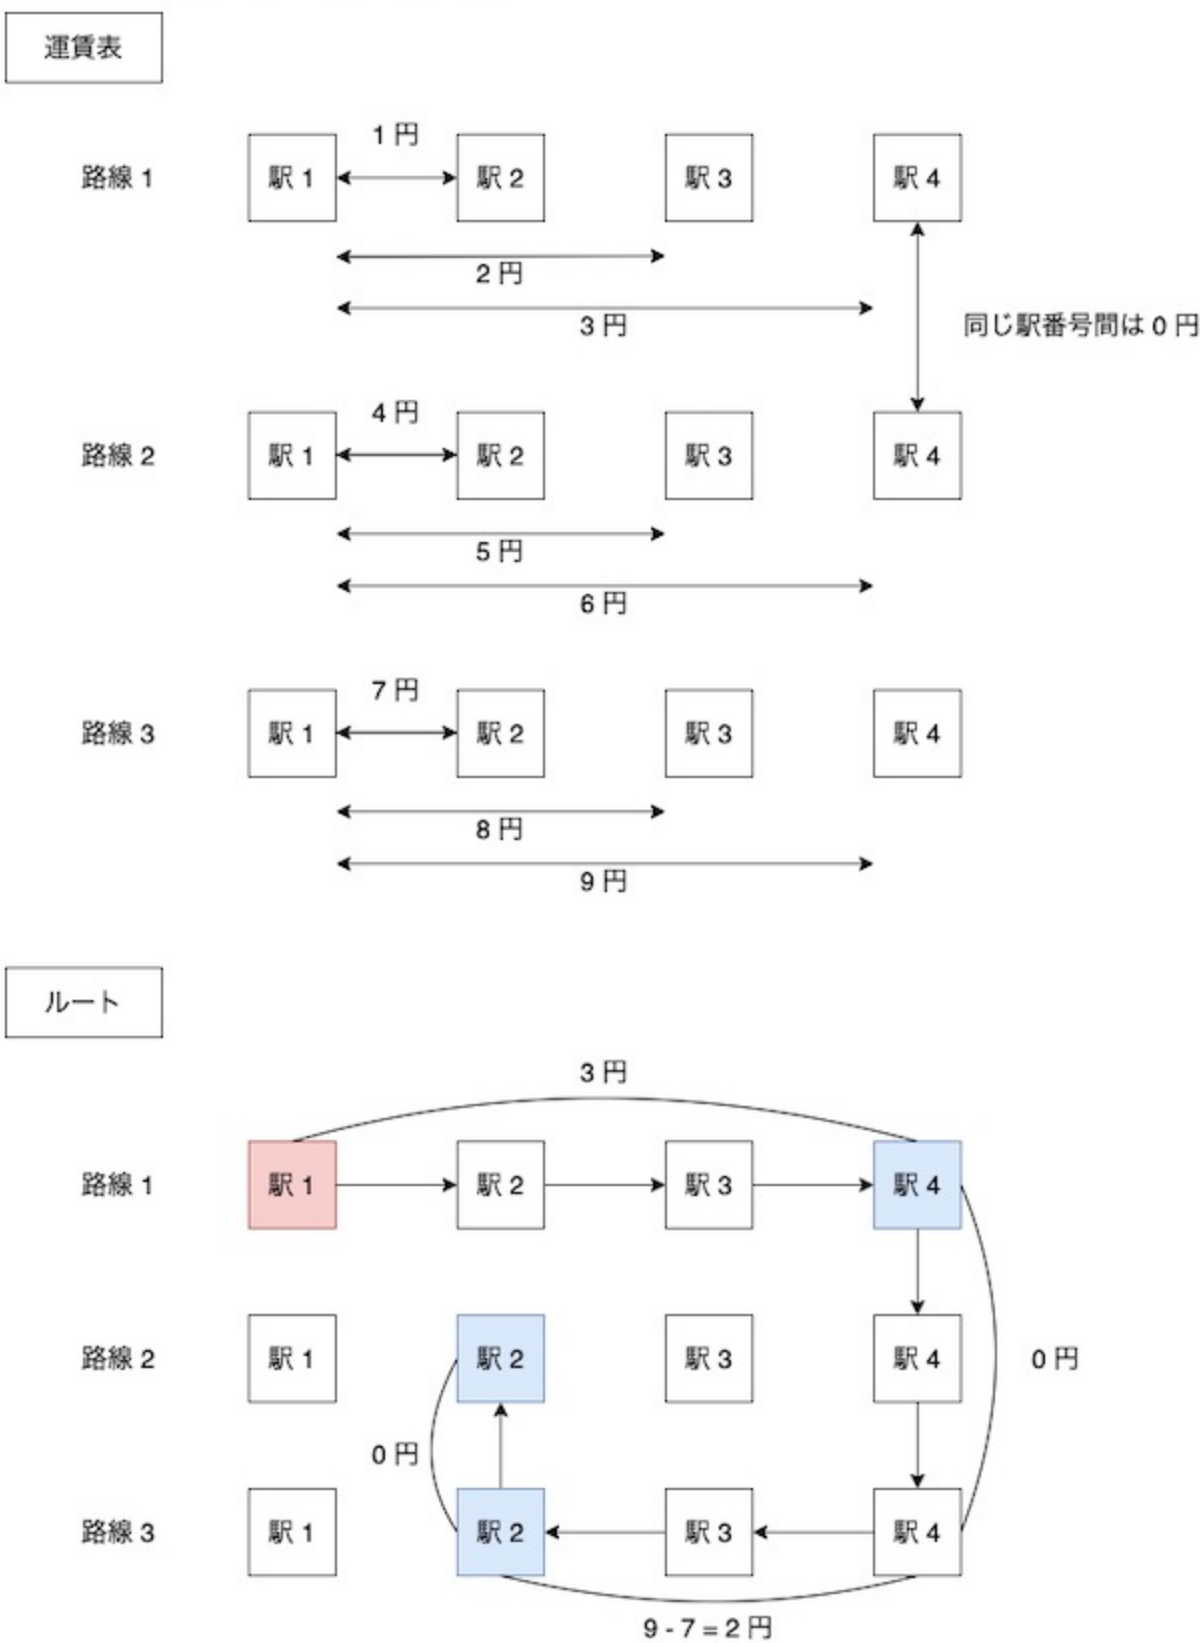 運賃表
1 円
路線 1 駅 1 駅 2 駅 3 駅 4
2 円
3 円
同じ駅番号間は 0 円
4 円
路線 2 駅 1 駅 2 駅 3 駅 4
5 円
6 円
7 円
路線 3 駅 1 駅 2 駅 3 駅 4
8 円
9 円
ルート
3 円
路線 1 駅 1 駅 2 駅 3 駅 4
路線 2 駅 1 駅 2 駅 3 駅 4 0 円
0 円
路線 3 駅 1 駅 2 駅 3 駅 4
9 - 7 = 2 円